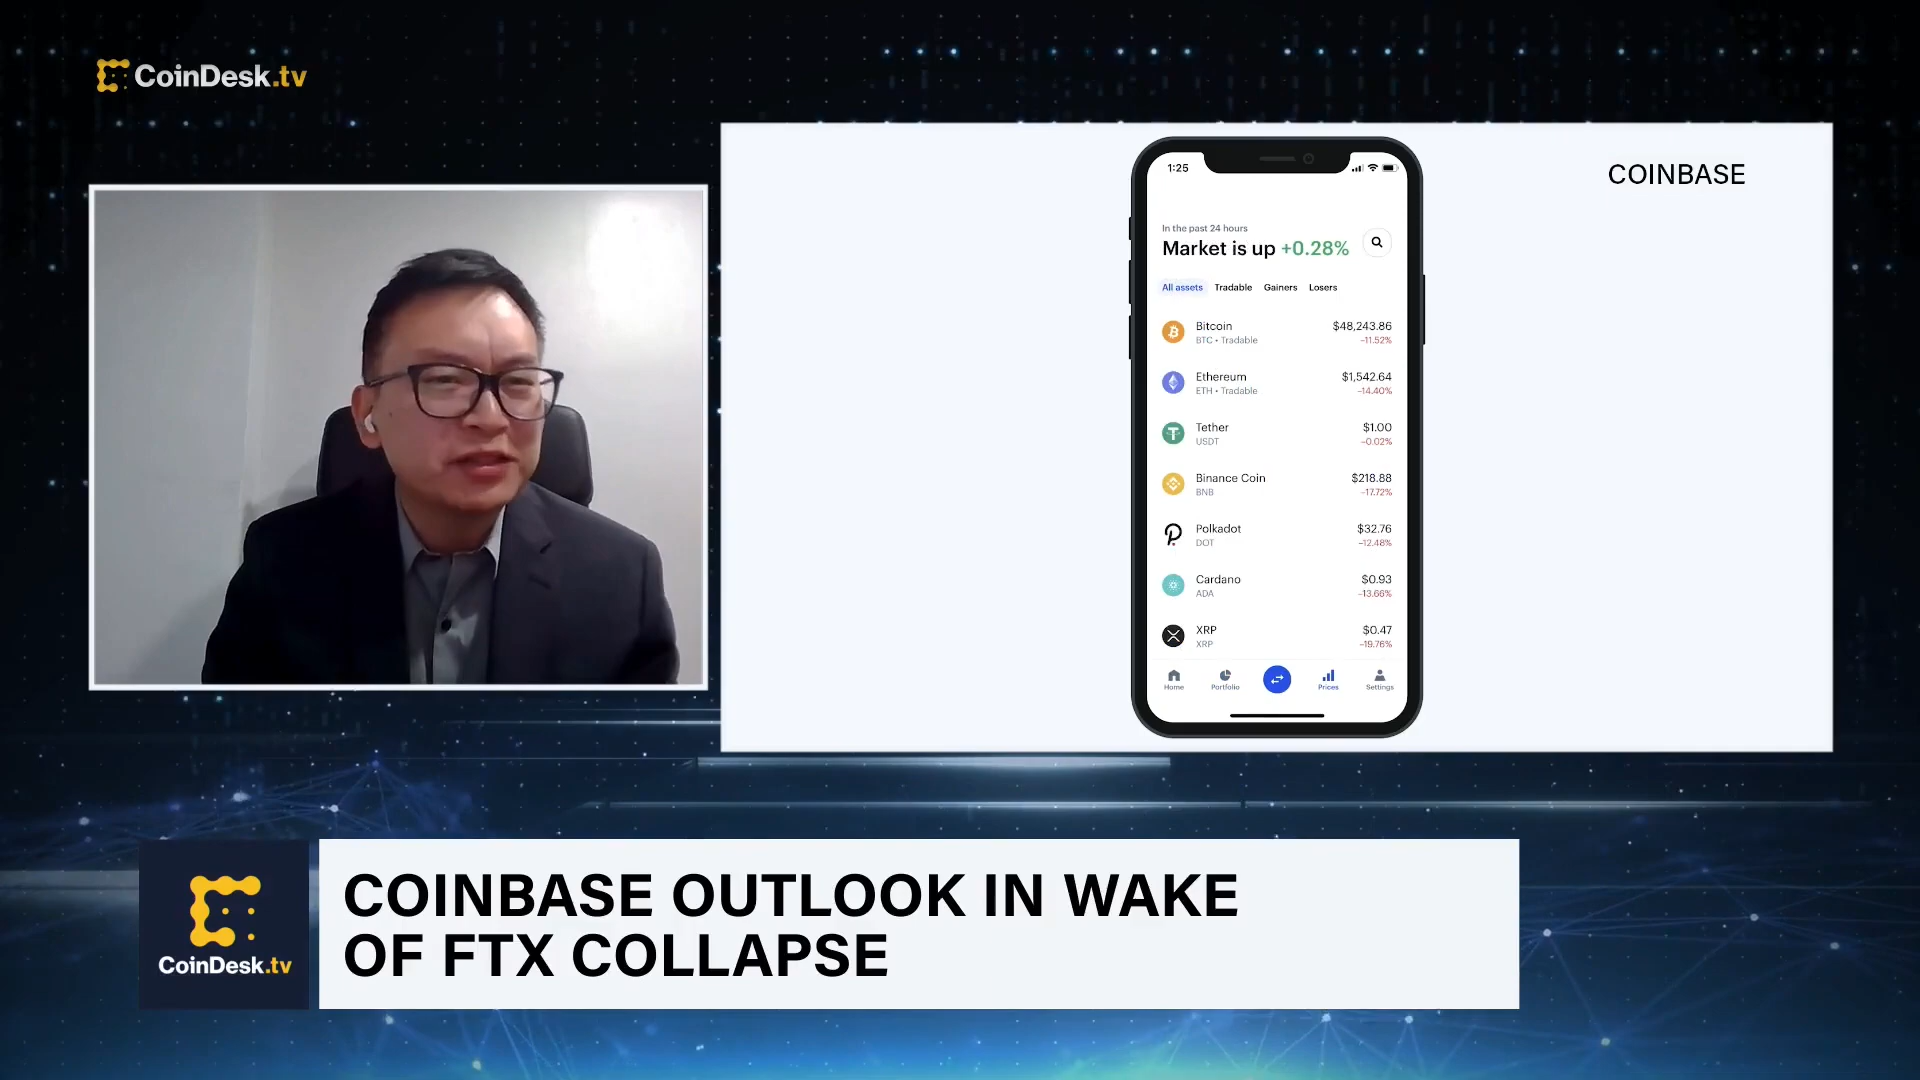 CoinDesk.tv
COINBASE
1:25
In the past 24 hours
Market is up +0.28%
All assets Tradable Gainers Losers
Bitcoin $48,243.86
BTC • Tradable -11.52%
Ethereum $1,542.64
ETH • Tradable -14.40%
Tether $1.00
USDT -0.02%
Binance Coin $218.88
BNB -17.72%
Polkadot $32.76
DOT -12.48%
Cardano $0.93
ADA -13.66%
XRP $0.47
XRP -19.76%
Home Portfolio Prices Settings
COINBASE OUTLOOK IN WAKE
OF FTX COLLAPSE
CoinDesk.tv